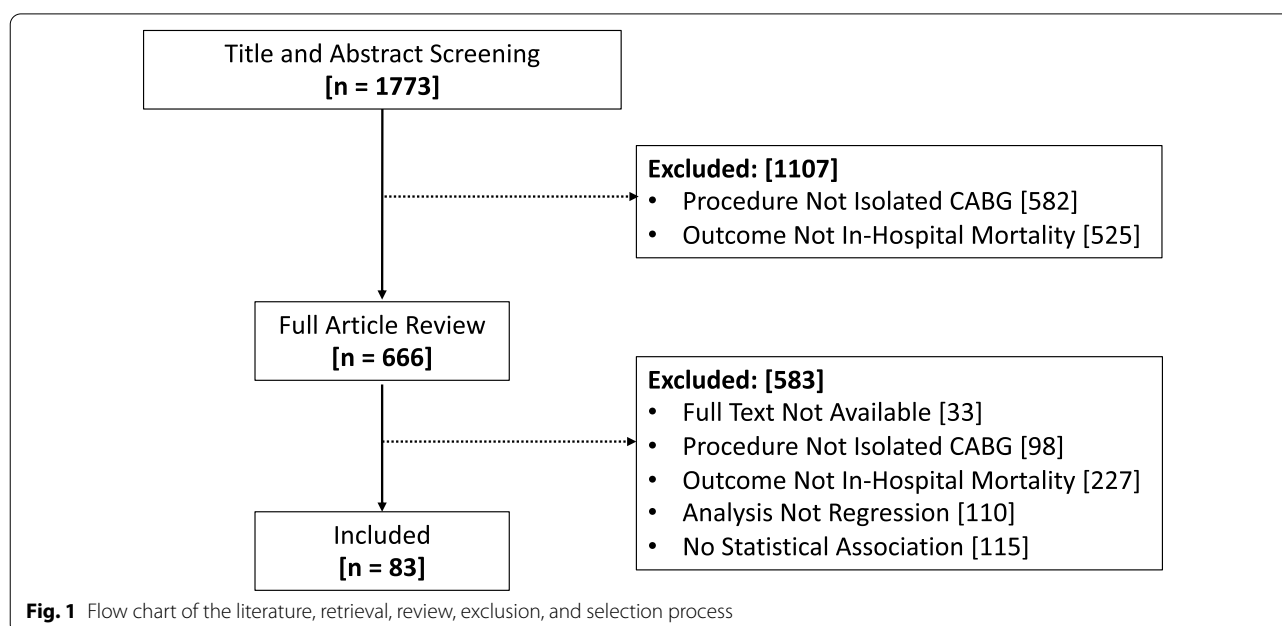 Title and Abstract Screening
[n = 1773]
Excluded: [1107]
• Procedure Not Isolated CABG [582]
• Outcome Not In-Hospital Mortality [525]
Full Article Review
[n = 666]
Excluded: [583]
• Full Text Not Available [33]
• Procedure Not Isolated CABG [98]
• Outcome Not In-Hospital Mortality [227]
• Analysis Not Regression [110]
• No Statistical Association [115]
Included
[n = 83]
Fig. 1 Flow chart of the literature, retrieval, review, exclusion, and selection process